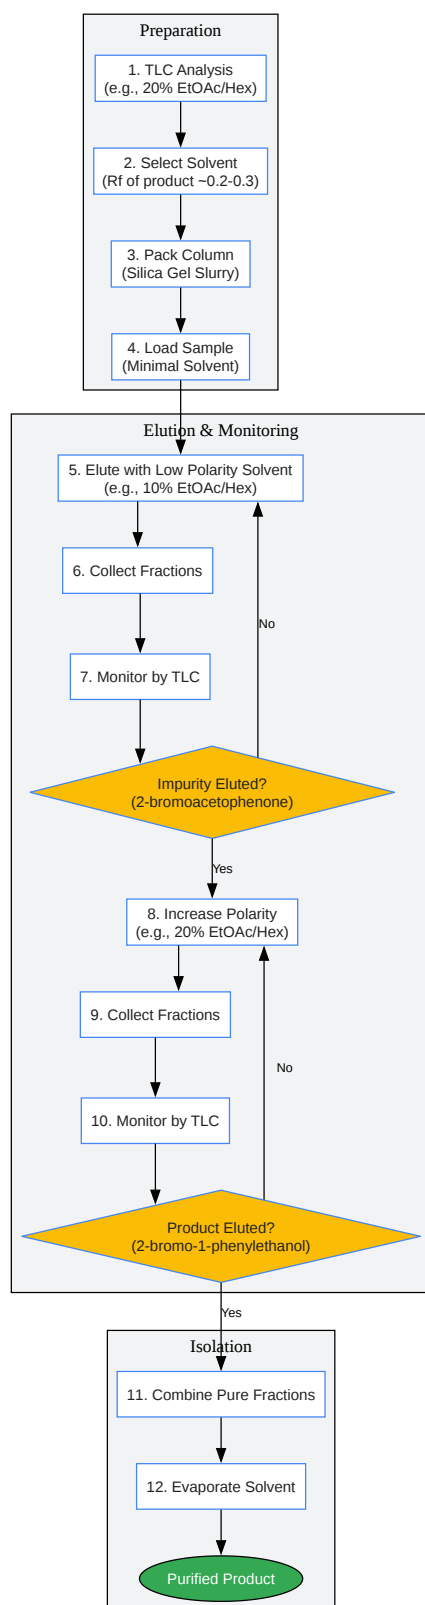 Preparation
1. TLC Analysis
(e.g., 20% EtOAc/Hex)
2. Select Solvent
(Rf of product ~0.2-0.3)
3. Pack Column
(Silica Gel Slurry)
4. Load Sample
(Minimal Solvent)
Elution & Monitoring
5. Elute with Low Polarity Solvent
(e.g., 10% EtOAc/Hex)
6. Collect Fractions
No
7. Monitor by TLC
Impurity Eluted?
(2-bromoacetophenone)
Yes
8. Increase Polarity
(e.g., 20% EtOAc/Hex)
9. Collect Fractions
No
10. Monitor by TLC
Product Eluted?
(2-bromo-1-phenylethanol)
Yes
Isolation
11. Combine Pure Fractions
12. Evaporate Solvent
Purified Product